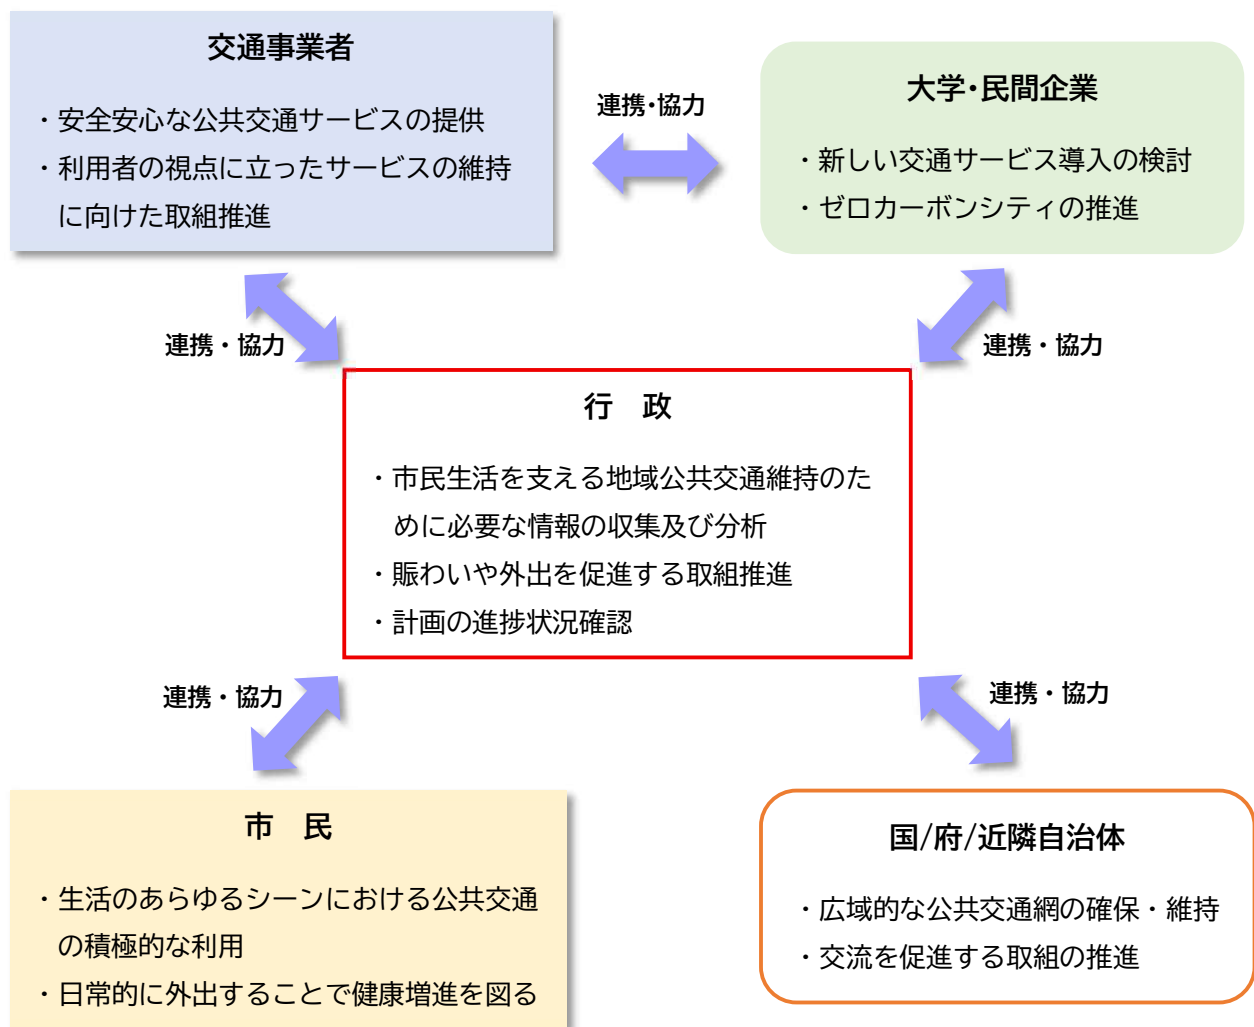 交通事業者
・安全安心な公共交通サービスの提供
・利用者の視点に立ったサービスの維持
に向けた取組推進
連携・協力
大学・民間企業
・新しい交通サービス導入の検討
・ゼロカーボンシティの推進
連携・協力
連携・協力
行　政
・市民生活を支える地域公共交通維持のた
めに必要な情報の収集及び分析
・賑わいや外出を促進する取組推進
・計画の進捗状況確認
連携・協力
連携・協力
市　民
・生活のあらゆるシーンにおける公共交通
の積極的な利用
・日常的に外出することで健康増進を図る
国/府/近隣自治体
・広域的な公共交通網の確保・維持
・交流を促進する取組の推進